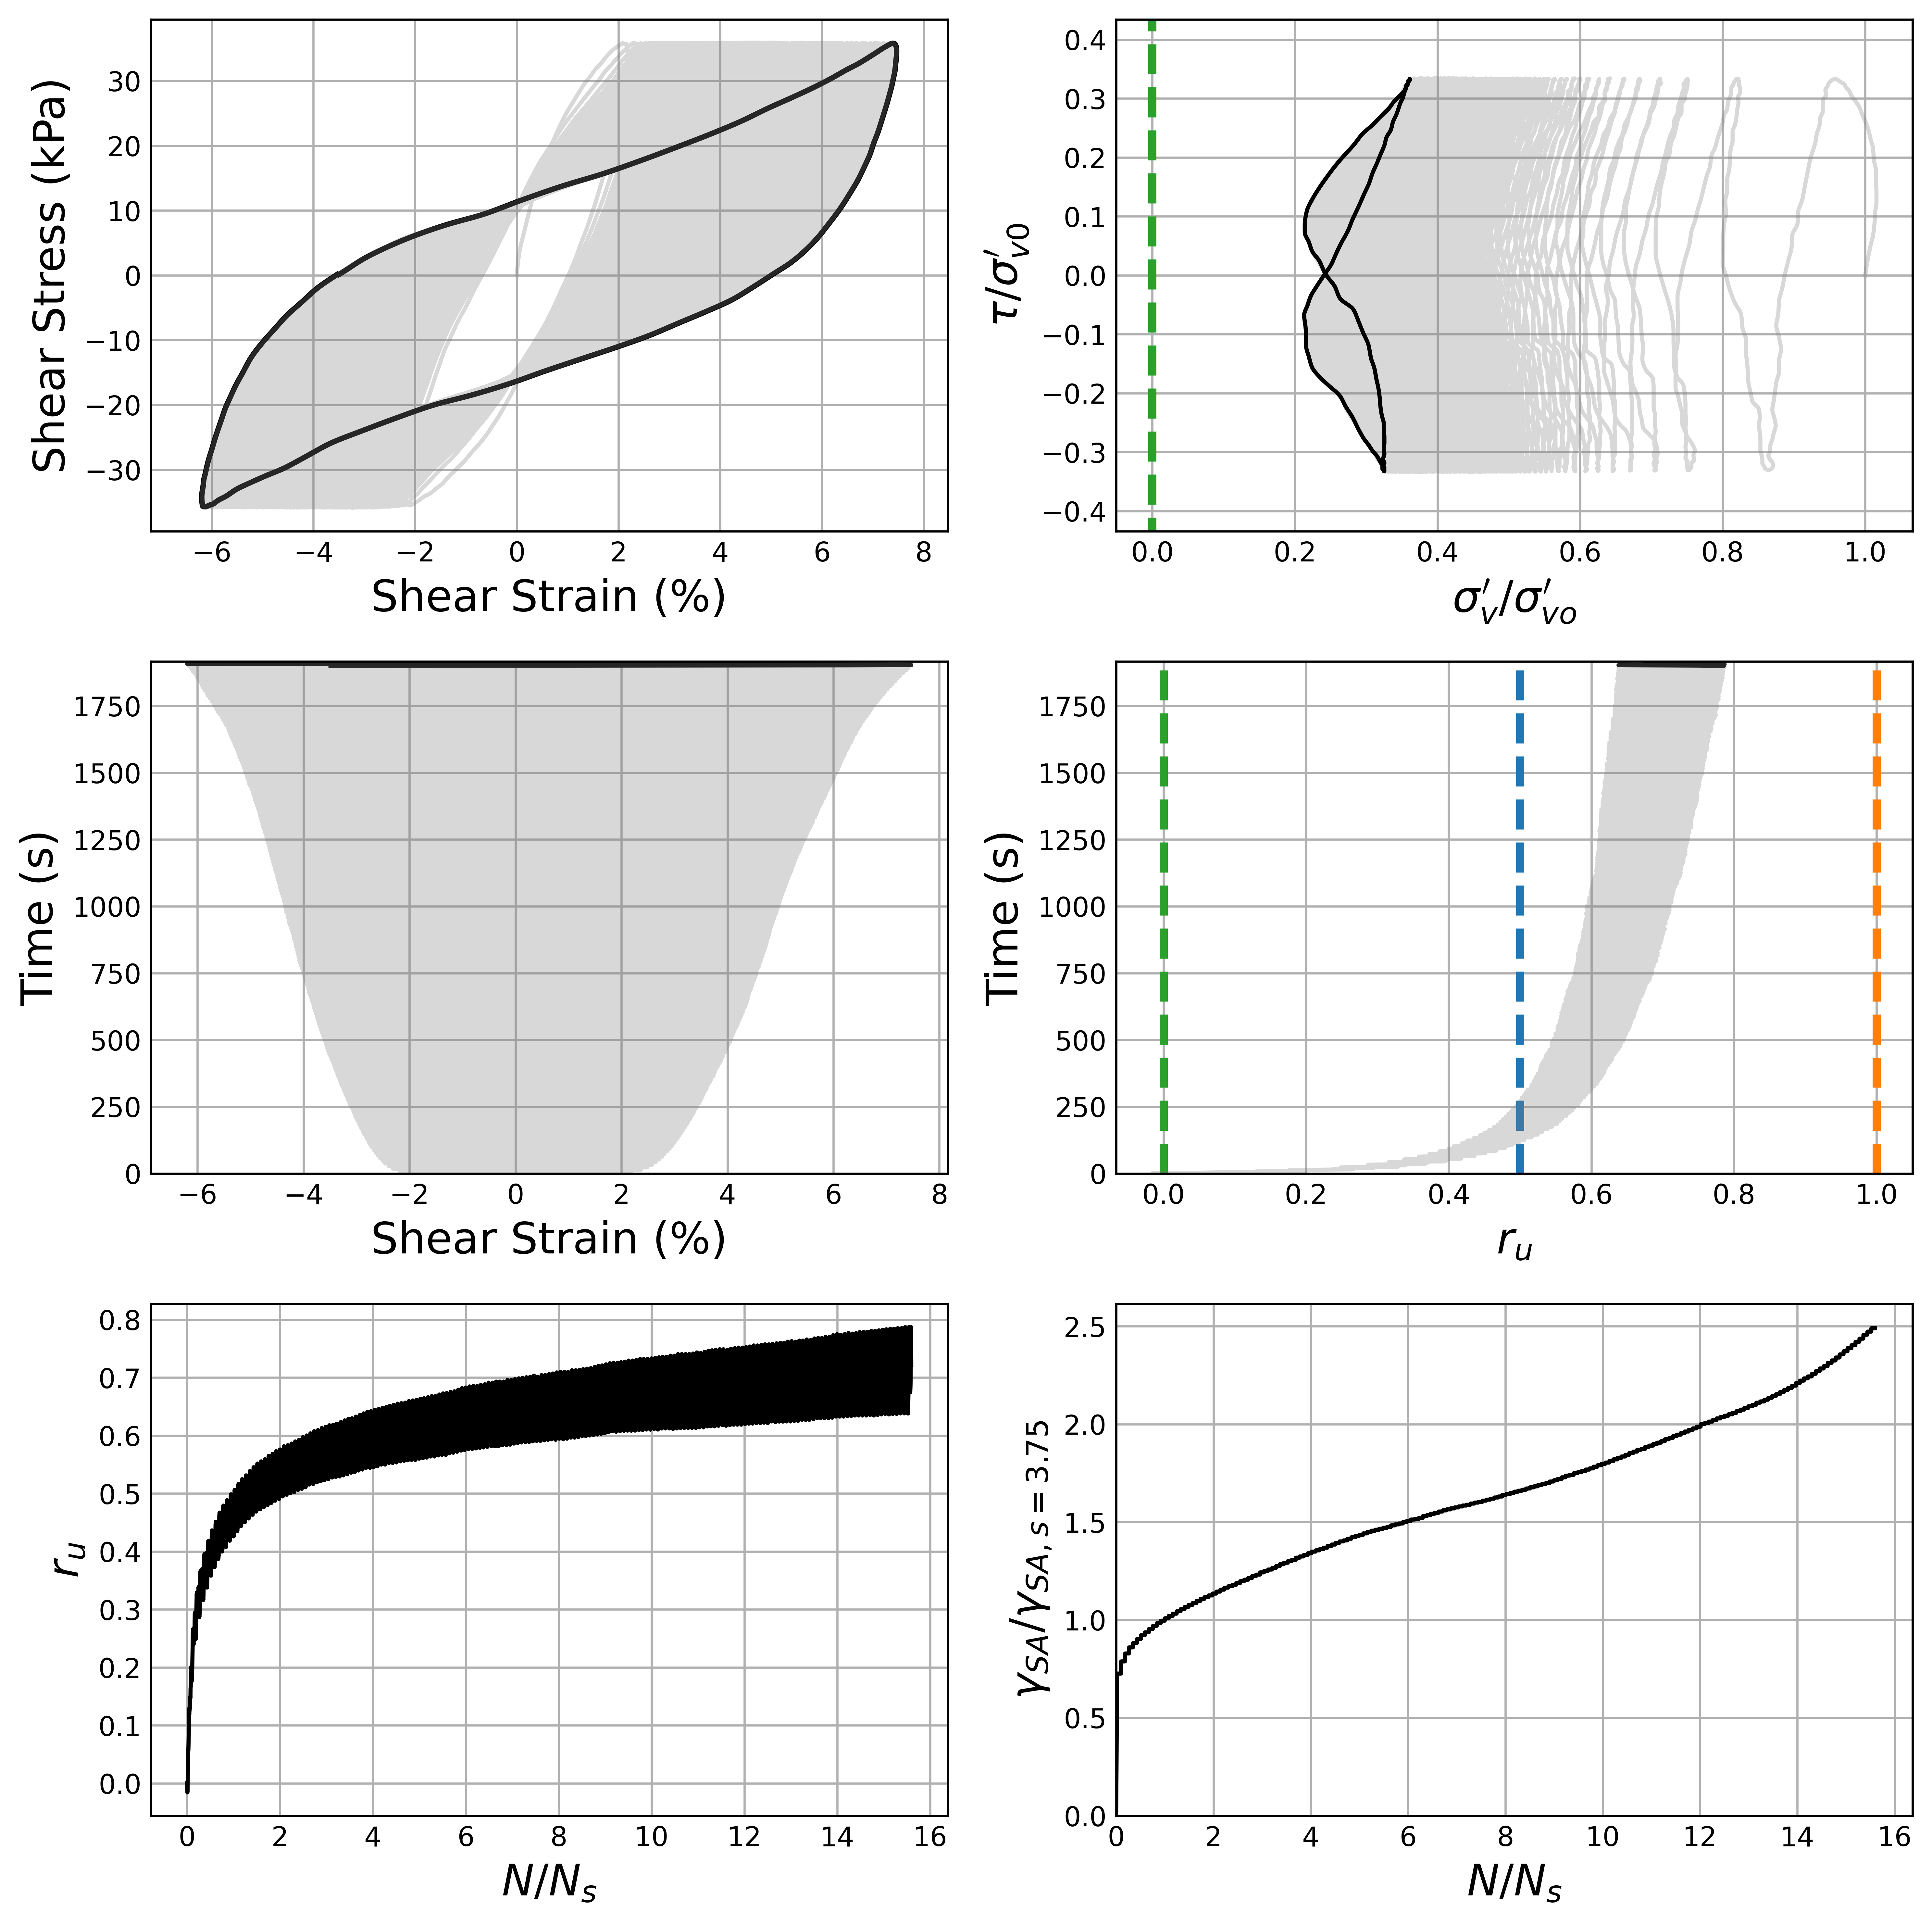 30
20
10
0
−10
−20
−30
Shear Stress (kPa)
−6 −4 −2 0 2 4 6 8
Shear Strain (%)
0.4
0.3
0.2
0.1
0.0
−0.1
−0.2
−0.3
−0.4
τ/σ′v0
0.0 0.2 0.4 0.6 0.8 1.0
σ′v/σ′vo
1750
1500
1250
1000
750
500
250
0
Time (s)
−6 −4 −2 0 2 4 6 8
Shear Strain (%)
1750
1500
1250
1000
750
500
250
0
Time (s)
0.0 0.2 0.4 0.6 0.8 1.0
ru
0.8
0.7
0.6
0.5
0.4
0.3
0.2
0.1
0.0
ru
0 2 4 6 8 10 12 14 16
N/Ns
2.5
2.0
1.5
1.0
0.5
0.0
γSA/γSA, s = 3.75
0 2 4 6 8 10 12 14 16
N/Ns